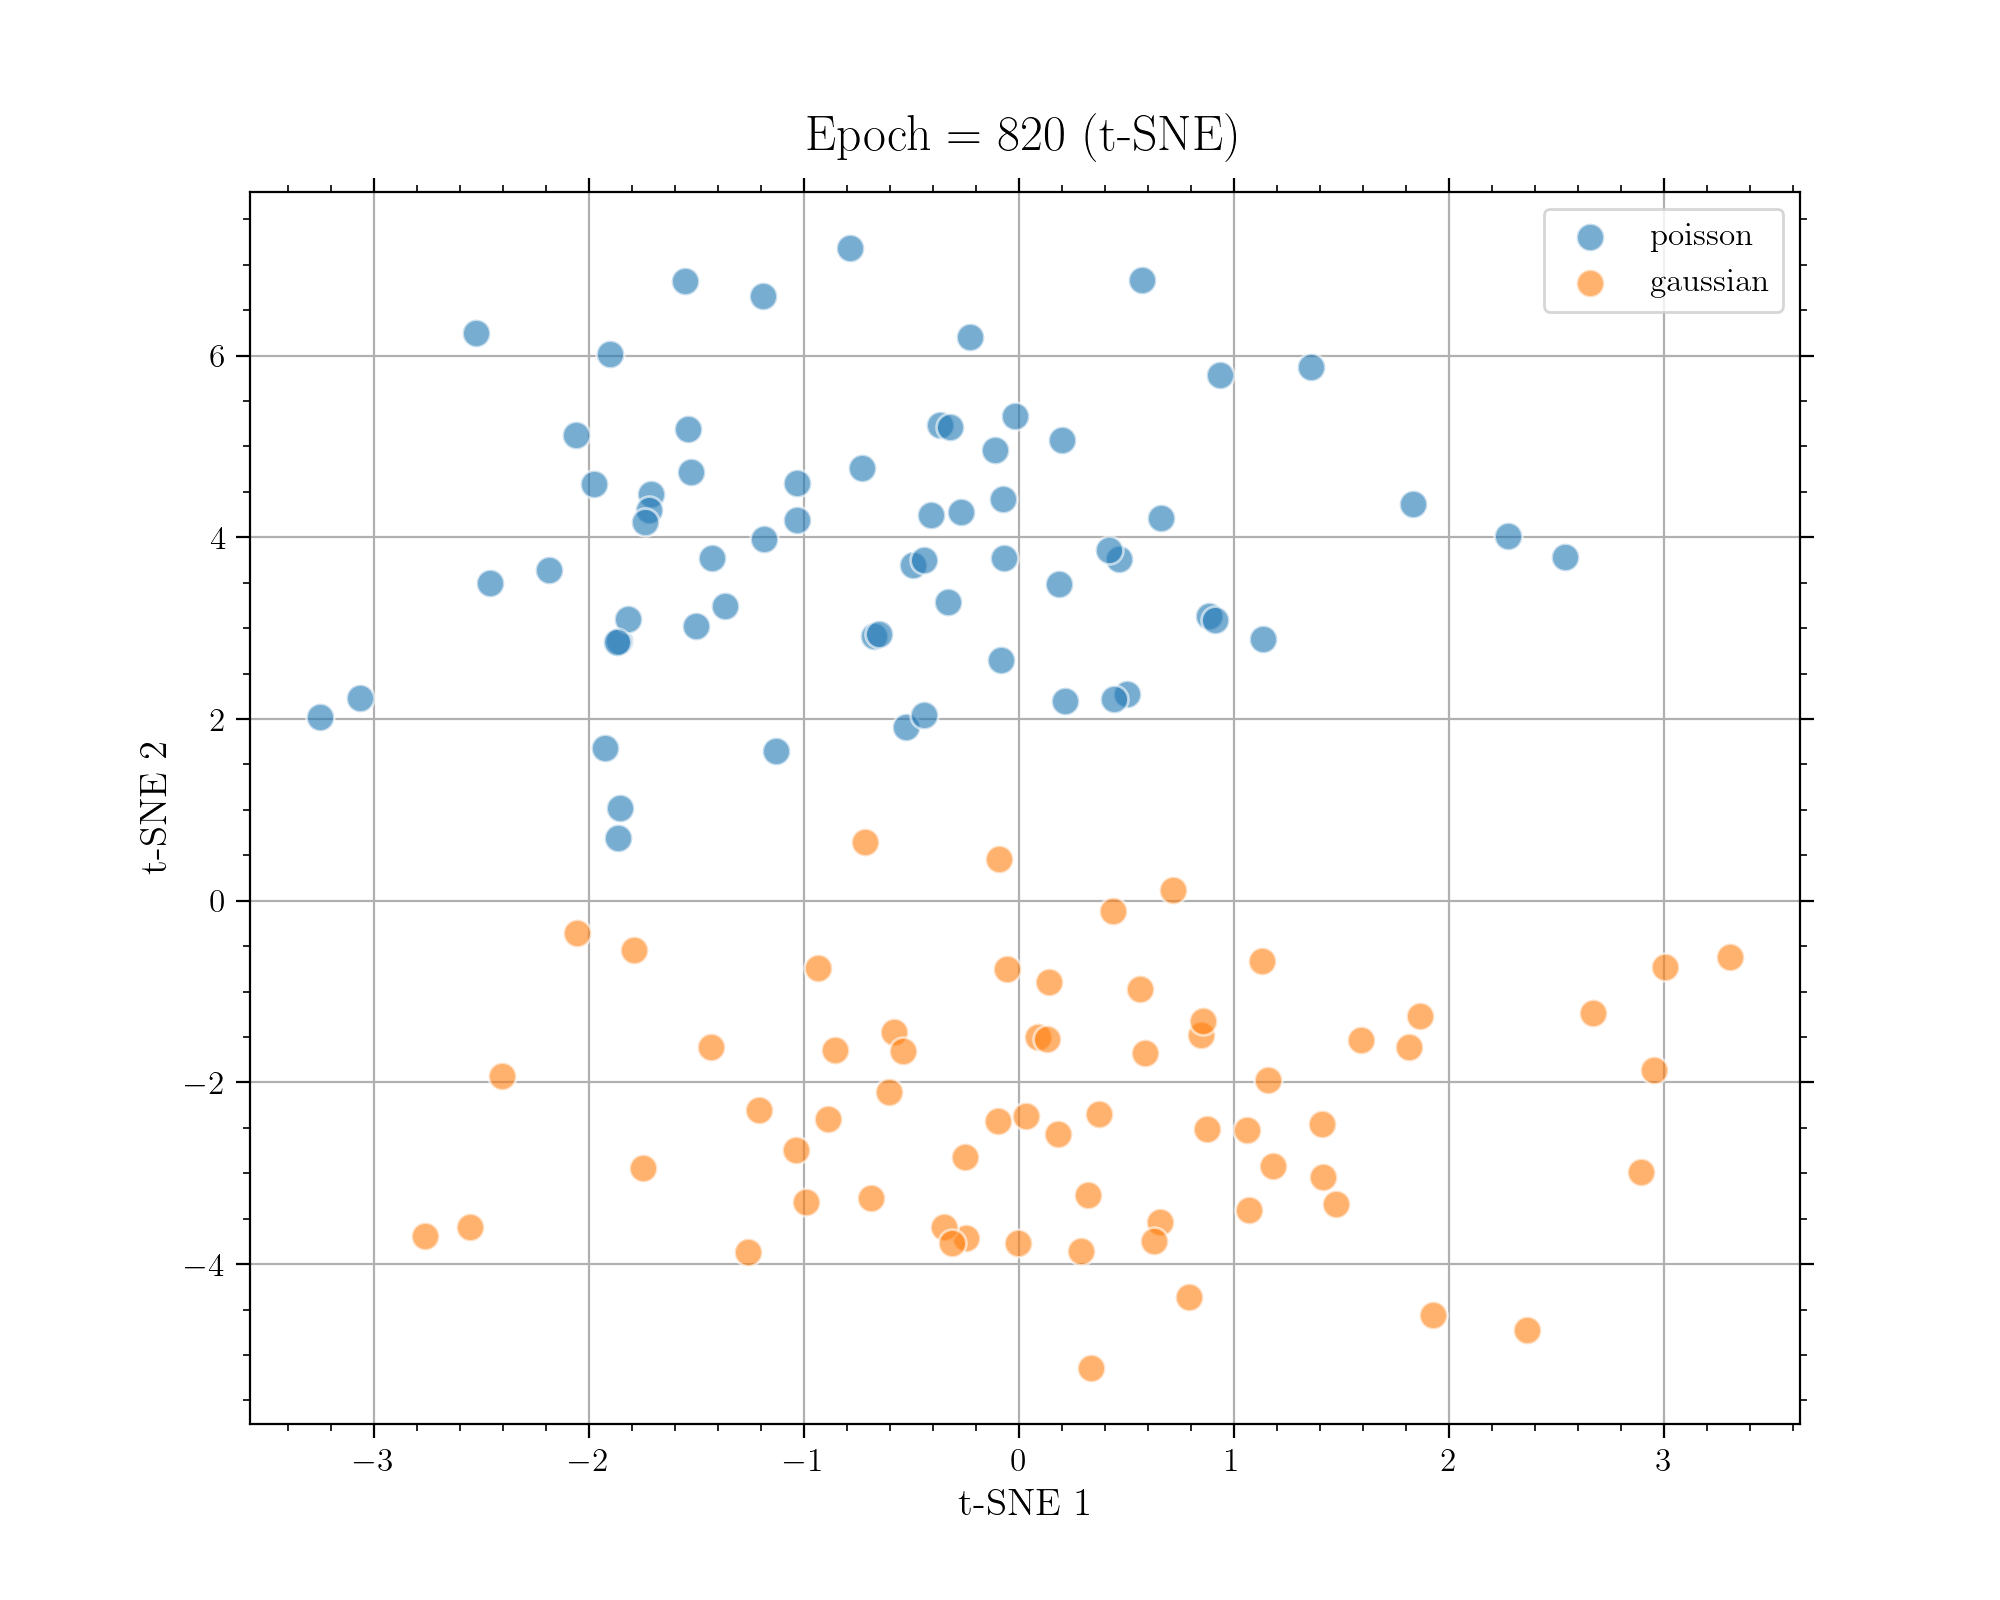 Epoch = 820 (t-SNE)
poisson
gaussian
6
4
2
0
−2
−4
t-SNE 2
−3 −2 −1 0 1 2 3
t-SNE 1